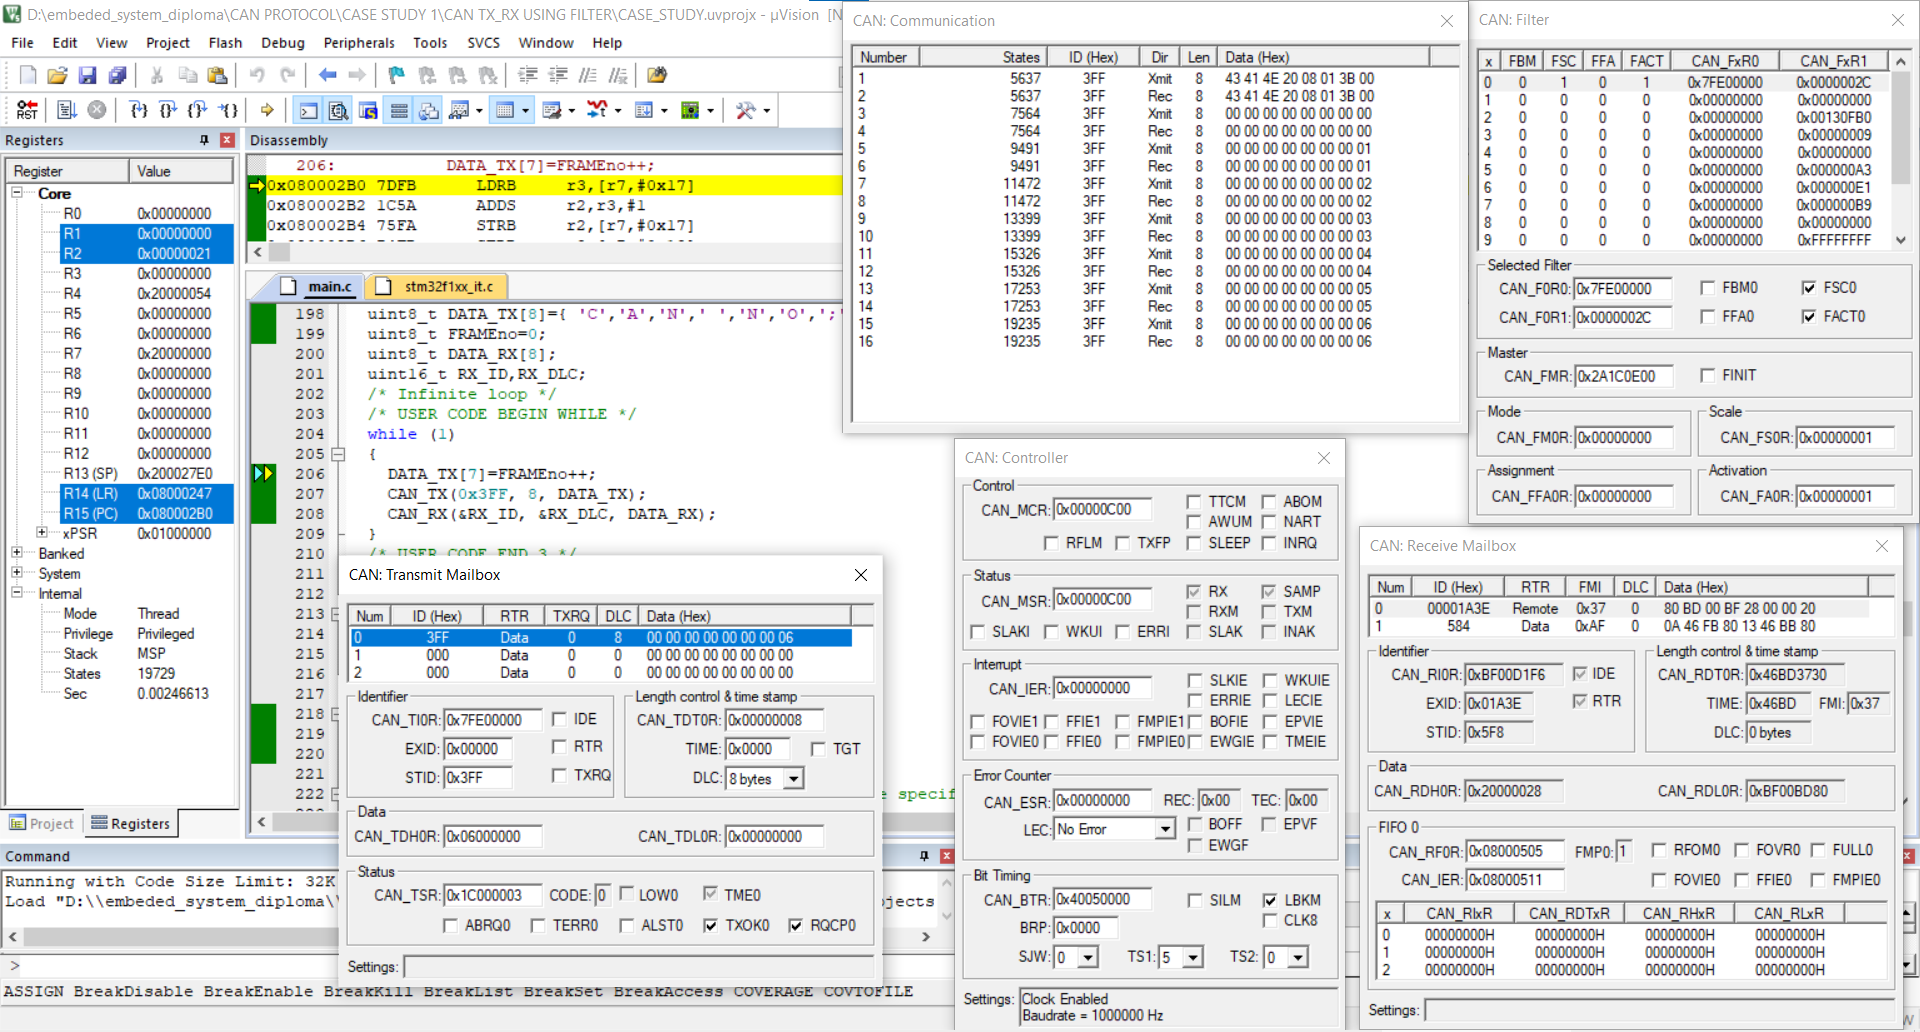 D:\embeded_system_diploma\CAN PROTOCOL\CASE STUDY 1\CAN TX_RX USING FILTER\CASE_STUDY.uvprojx - µVision [N
File Edit View Project Flash Debug Peripherals Tools SVCS Window Help
RST
Registers
Register Value
Core
R0 0x00000000
R1 0x00000000
R2 0x00000021
R3 0x00000000
R4 0x20000054
R5 0x00000000
R6 0x00000000
R7 0x20000000
R8 0x00000000
R9 0x00000000
R10 0x00000000
R11 0x00000000
R12 0x00000000
R13 (SP) 0x200027E0
R14 (LR) 0x08000247
R15 (PC) 0x080002B0
xPSR 0x01000000
Banked
System
Internal
Mode Thread
Privilege Privileged
Stack MSP
States 19729
Sec 0.00246613
Project Registers
Disassembly
206: DATA_TX[7]=FRAMEno++;
0x080002B0 7DFB LDRB r3,[r7,#0x17]
0x080002B2 1C5A ADDS r2,r3,#1
0x080002B4 75FA STRB r2,[r7,#0x17]
main.c stm32f1xx_it.c
198 uint8_t DATA_TX[8]={ 'C','A','N',' ','N','O',';'
199 uint8_t FRAMEno=0;
200 uint8_t DATA_RX[8];
201 uint16_t RX_ID,RX_DLC;
202 /* Infinite loop */
203 /* USER CODE BEGIN WHILE */
204 while (1)
205 {
206 DATA_TX[7]=FRAMEno++;
207 CAN_TX(0x3FF, 8, DATA_TX);
208 CAN_RX(&RX_ID, &RX_DLC, DATA_RX);
209 }
210 /* USER CODE END 3 */
211
212
213
214
215
216
217
218
219
220
221
222 e specif
CAN: Communication
Number States ID (Hex) Dir Len Data (Hex)
1 5637 3FF Xmit 8 43 41 4E 20 08 01 3B 00
2 5637 3FF Rec 8 43 41 4E 20 08 01 3B 00
3 7564 3FF Xmit 8 00 00 00 00 00 00 00 00
4 7564 3FF Rec 8 00 00 00 00 00 00 00 00
5 9491 3FF Xmit 8 00 00 00 00 00 00 00 01
6 9491 3FF Rec 8 00 00 00 00 00 00 00 01
7 11472 3FF Xmit 8 00 00 00 00 00 00 00 02
8 11472 3FF Rec 8 00 00 00 00 00 00 00 02
9 13399 3FF Xmit 8 00 00 00 00 00 00 00 03
10 13399 3FF Rec 8 00 00 00 00 00 00 00 03
11 15326 3FF Xmit 8 00 00 00 00 00 00 00 04
12 15326 3FF Rec 8 00 00 00 00 00 00 00 04
13 17253 3FF Xmit 8 00 00 00 00 00 00 00 05
14 17253 3FF Rec 8 00 00 00 00 00 00 00 05
15 19235 3FF Xmit 8 00 00 00 00 00 00 00 06
16 19235 3FF Rec 8 00 00 00 00 00 00 00 06
CAN: Filter
x FBM FSC FFA FACT CAN_FxR0 CAN_FxR1
0 0 1 0 1 0x7FE00000 0x0000002C
1 0 0 0 0 0x00000000 0x00000000
2 0 0 0 0 0x00000000 0x00130FB0
3 0 0 0 0 0x00000000 0x00000009
4 0 0 0 0 0x00000000 0x00000000
5 0 0 0 0 0x00000000 0x000000A3
6 0 0 0 0 0x00000000 0x000000E1
7 0 0 0 0 0x00000000 0x000000B9
8 0 0 0 0 0x00000000 0x00000000
9 0 0 0 0 0x00000000 0xFFFFFFFF
Selected Filter
CAN_F0R0: 0x7FE00000 FBM0 FSC0
CAN_F0R1: 0x0000002C FFA0 FACT0
Master
CAN_FMR: 0x2A1C0E00 FINIT
Mode Scale
CAN_FM0R: 0x00000000 CAN_FS0R: 0x00000001
Assignment Activation
CAN_FFA0R: 0x00000000 CAN_FA0R: 0x00000001
CAN: Transmit Mailbox
Num ID (Hex) RTR TXRQ DLC Data (Hex)
0 3FF Data 0 8 00 00 00 00 00 00 00 06
1 000 Data 0 0 00 00 00 00 00 00 00 00
2 000 Data 0 0 00 00 00 00 00 00 00 00
Identifier Length control & time stamp
CAN_TI0R: 0x7FE00000 IDE CAN_TDT0R: 0x00000008
EXID: 0x00000 RTR TIME: 0x0000 TGT
STID: 0x3FF TXRQ DLC: 8 bytes
Data
CAN_TDH0R: 0x06000000 CAN_TDL0R: 0x00000000
Status
CAN_TSR: 0x1C000003 CODE: 0 LOW0 TME0
ABRQ0 TERR0 ALST0 TXOK0 RQCP0
Settings:
CAN: Controller
Control
CAN_MCR: 0x00000C00 TTCM ABOM
AWUM NART
RFLM TXFP SLEEP INRQ
Status
CAN_MSR: 0x00000C00 RX SAMP
RXM TXM
SLAKI WKUI ERRI SLAK INAK
Interrupt
CAN_IER: 0x00000000 SLKIE WKUIE
ERRIE LECIE
FOVIE1 FFIE1 FMPIE1 BOFIE EPVIE
FOVIE0 FFIE0 FMPIE0 EWGIE TMEIE
Error Counter
CAN_ESR: 0x00000000 REC: 0x00 TEC: 0x00
LEC: No Error BOFF EPVF
EWGF
Bit Timing
CAN_BTR: 0x40050000 SILM LBKM
BRP: 0x0000 CLK8
SJW: 0 TS1: 5 TS2: 0
Settings: Clock Enabled
Baudrate = 1000000 Hz
CAN: Receive Mailbox
Num ID (Hex) RTR FMI DLC Data (Hex)
0 00001A3E Remote 0x37 0 80 BD 00 BF 28 00 00 20
1 584 Data 0xAF 0 0A 46 FB 80 13 46 BB 80
Identifier Length control & time stamp
CAN_RI0R: 0xBF00D1F6 IDE CAN_RDT0R: 0x46BD3730
EXID: 0x01A3E RTR TIME: 0x46BD FMI: 0x37
STID: 0x5F8 DLC: 0 bytes
Data
CAN_RDH0R: 0x20000028 CAN_RDL0R: 0xBF00BD80
FIFO 0
CAN_RF0R: 0x08000505 FMP0: 1 RFOM0 FOVR0 FULL0
CAN_IER: 0x08000511 FOVIE0 FFIE0 FMPIE0
x CAN_RIxR CAN_RDTxR CAN_RHxR CAN_RLxR
0 00000000H 00000000H 00000000H 00000000H
1 00000000H 00000000H 00000000H 00000000H
2 00000000H 00000000H 00000000H 00000000H
Settings:
Command
Running with Code Size Limit: 32K
Load "D:\\embeded_system_diploma\\ ojects
>
ASSIGN BreakDisable BreakEnable BreakKill BreakList BreakSet BreakAccess COVERAGE COVTOFILE